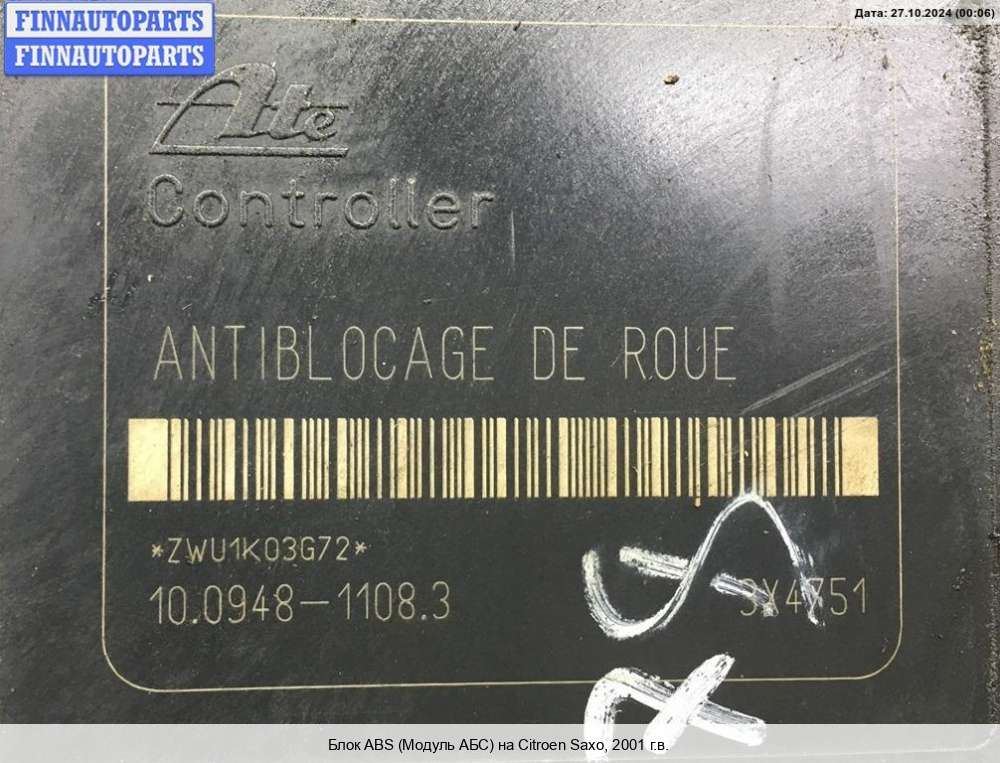 FINNAUTOPARTS
FINNAUTOPARTS
Дата: 27.10.2024 (00:06)
Ate
Controller
ANTIBLOCAGE DE ROUE
*ZWU1K03G72*
10.0948-1108.3
Блок ABS (Модуль АБС) на Citroen Saxo, 2001 г.в.